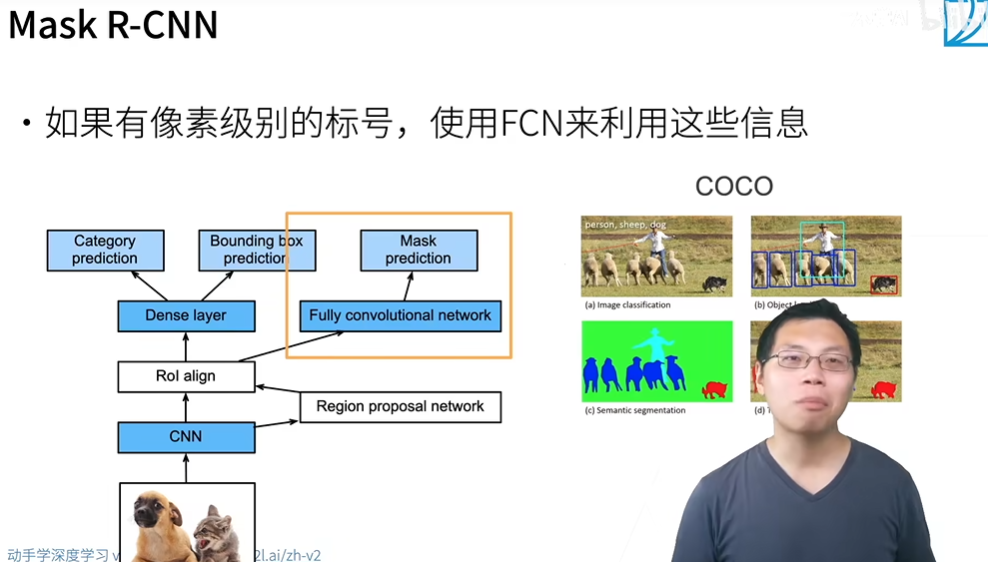 Mask R-CNN
• 如果有像素级别的标号，使用FCN来利用这些信息
COCO
Category
prediction
Bounding box
prediction
Mask
prediction
Dense layer
Fully convolutional network
RoI align
Region proposal network
CNN
person, sheep, dog
(a) Image classification
(b) Object
(c) Semantic segmentation
(d)
动手学深度学习 v
2l.ai/zh-v2